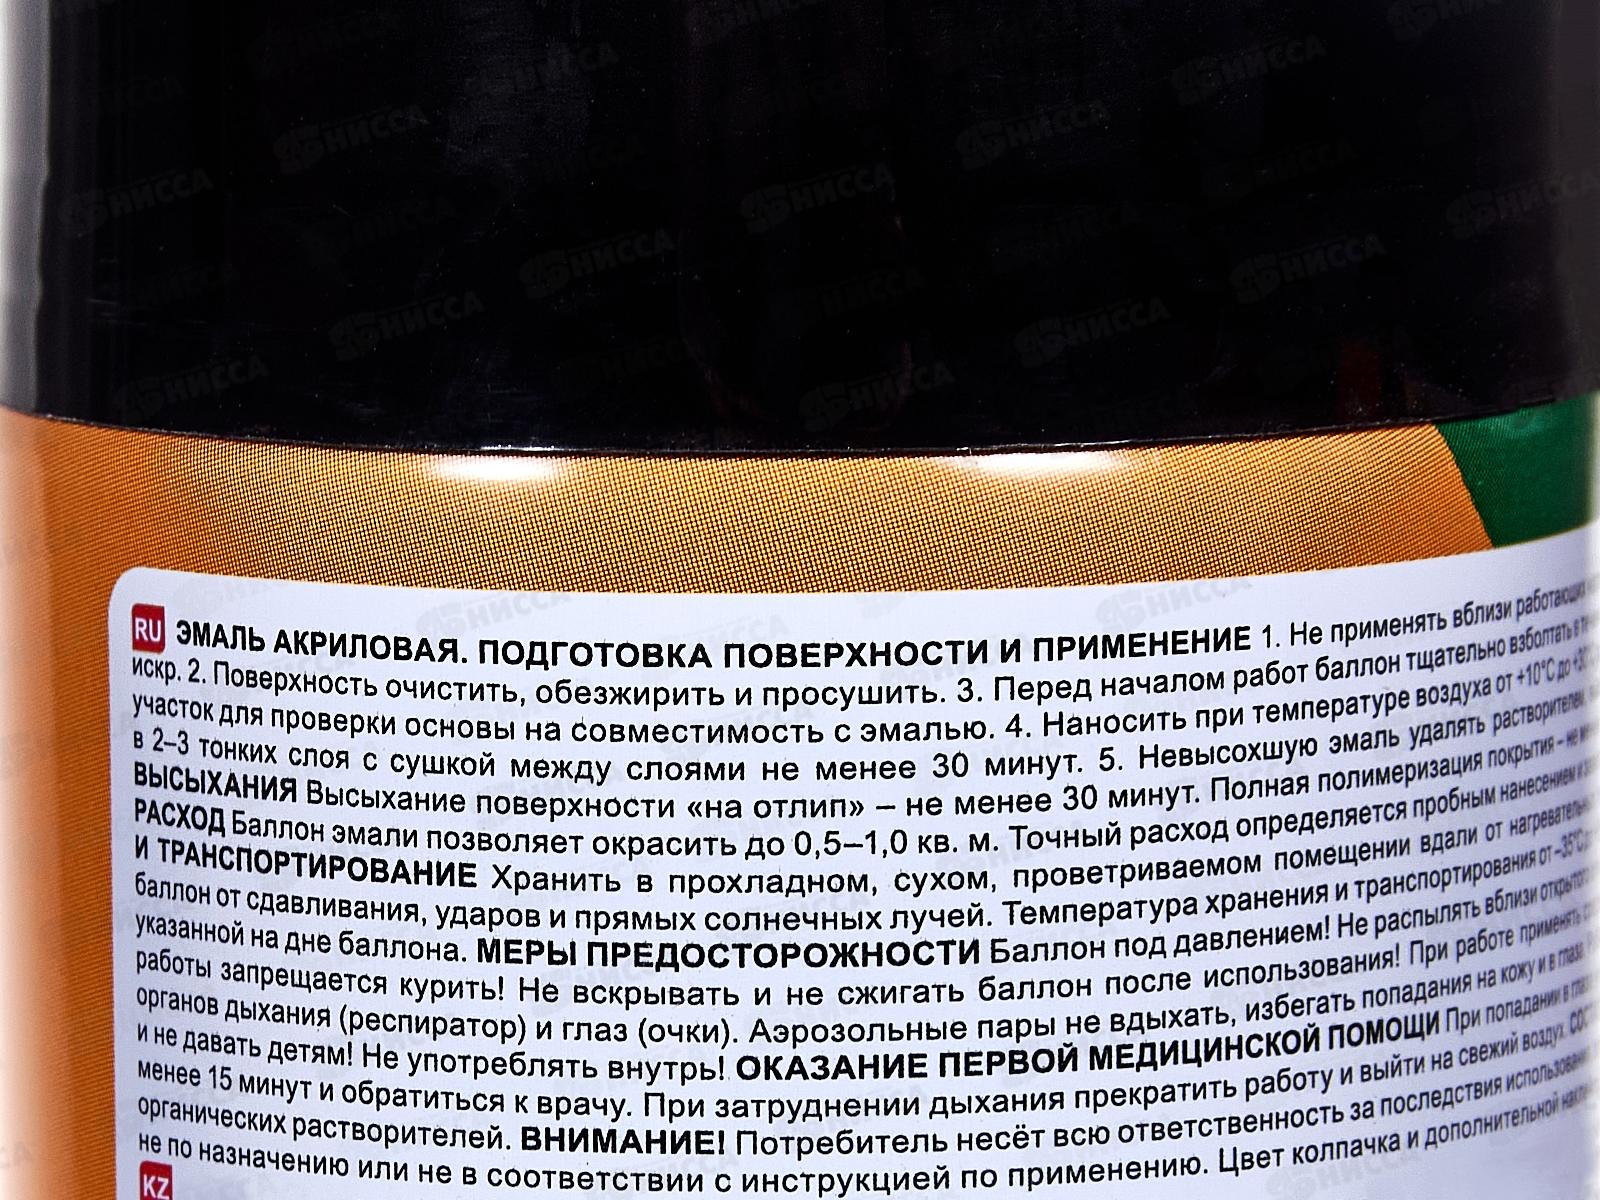 RU ЭМАЛЬ АКРИЛОВАЯ. ПОДГОТОВКА ПОВЕРХНОСТИ И ПРИМЕНЕНИЕ 1. Не применять вблизи работающих
искр. 2. Поверхность очистить, обезжирить и просушить. 3. Перед началом работ баллон тщательно взболтать в
участок для проверки основы на совместимость с эмалью. 4. Наносить при температуре воздуха от +10°С до
в 2–3 тонких слоя с сушкой между слоями не менее 30 минут. 5. Невысохшую эмаль удалять растворителем.
ВЫСЫХАНИЯ Высыхание поверхности «на отлип» – не менее 30 минут. Полная полимеризация покрытия – не
РАСХОД Баллон эмали позволяет окрасить до 0,5–1,0 кв. м. Точный расход определяется пробным нанесением и
И ТРАНСПОРТИРОВАНИЕ Хранить в прохладном, сухом, проветриваемом помещении вдали от
баллон от сдавливания, ударов и прямых солнечных лучей. Температура хранения и транспортирования от –35°С
указанной на дне баллона. МЕРЫ ПРЕДОСТОРОЖНОСТИ Баллон под давлением! Не распылять вблизи открытого
работы запрещается курить! Не вскрывать и не сжигать баллон после использования! При работе применять
органов дыхания (респиратор) и глаз (очки). Аэрозольные пары не вдыхать, избегать попадания на кожу и в глаза.
и не давать детям! Не употреблять внутрь! ОКАЗАНИЕ ПЕРВОЙ МЕДИЦИНСКОЙ ПОМОЩИ При попадании в
менее 15 минут и обратиться к врачу. При затруднении дыхания прекратить работу и выйти на свежий воздух.
органических растворителей. ВНИМАНИЕ! Потребитель несёт всю ответственность за последствия
не по назначению или не в соответствии с инструкцией по применению. Цвет колпачка и дополнительной
KZ